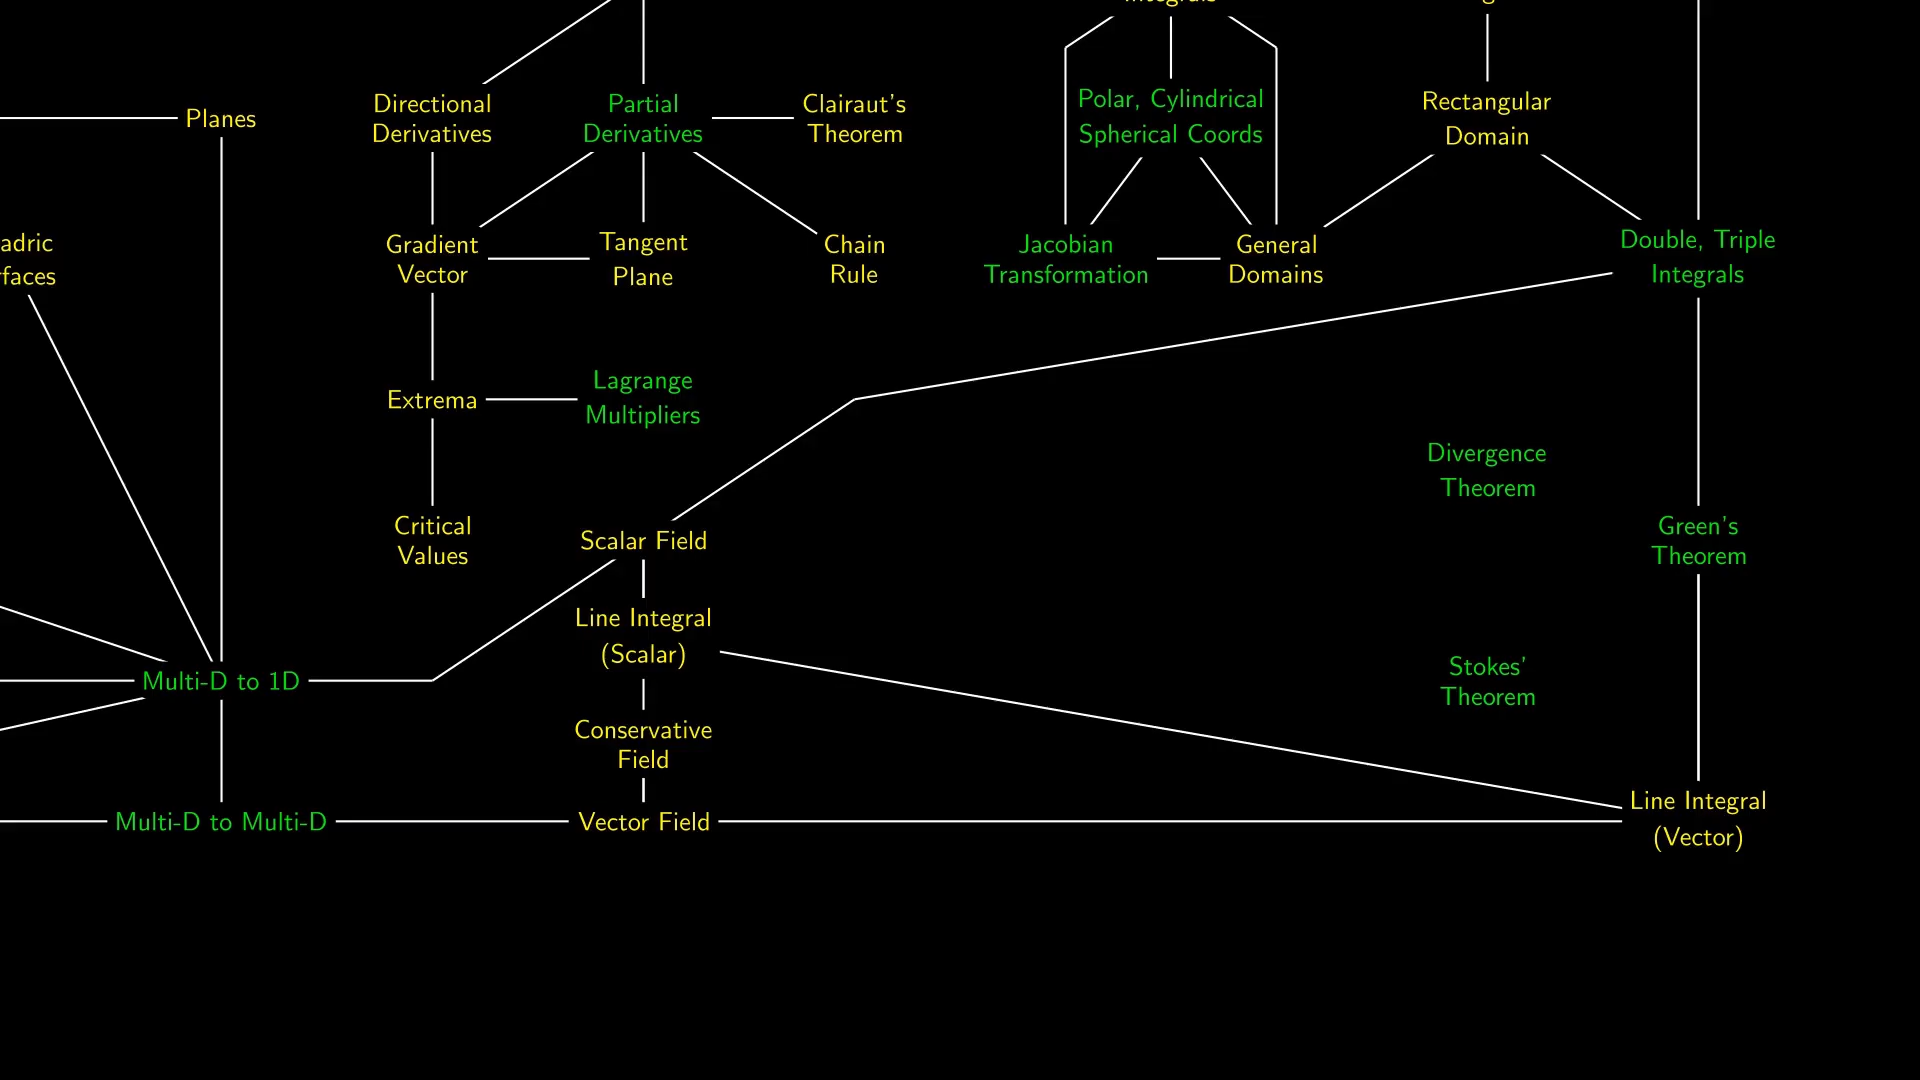 Planes
Directional
Derivatives
Partial
Derivatives
Clairaut's
Theorem
Polar, Cylindrical
Spherical Coords
Rectangular
Domain
adric
faces
Gradient
Vector
Tangent
Plane
Chain
Rule
Jacobian
Transformation
General
Domains
Double, Triple
Integrals
Extrema
Lagrange
Multipliers
Divergence
Theorem
Critical
Values
Scalar Field
Green's
Theorem
Line Integral
(Scalar)
Multi-D to 1D
Stokes'
Theorem
Conservative
Field
Multi-D to Multi-D
Vector Field
Line Integral
(Vector)